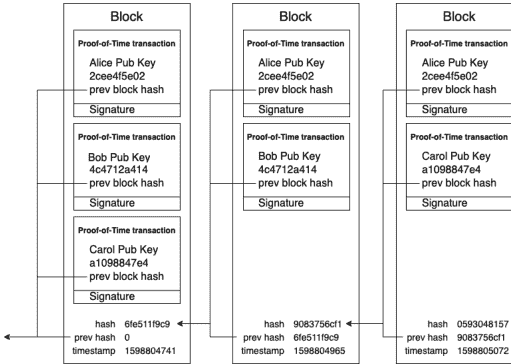 Block
Proof-of-Time transaction
Alice Pub Key
2cee4f5e02
prev block hash
Signature
Proof-of-Time transaction
Bob Pub Key
4c4712a414
prev block hash
Signature
Proof-of-Time transaction
Carol Pub Key
a1098847e4
prev block hash
Signature
hash 6fe511f9c9
prev hash 0
timestamp 1598804741
Block
Proof-of-Time transaction
Alice Pub Key
2cee4f5e02
prev block hash
Signature
Proof-of-Time transaction
Bob Pub Key
4c4712a414
prev block hash
Signature
hash 9083756cf1
prev hash 6fe511f9c9
timestamp 1598804965
Block
Proof-of-Time transaction
Alice Pub Key
2cee4f5e02
prev block hash
Signature
Proof-of-Time transaction
Carol Pub Key
a1098847e4
prev block hash
Signature
hash 0593048157
prev hash 9083756cf1
timestamp 1598805072